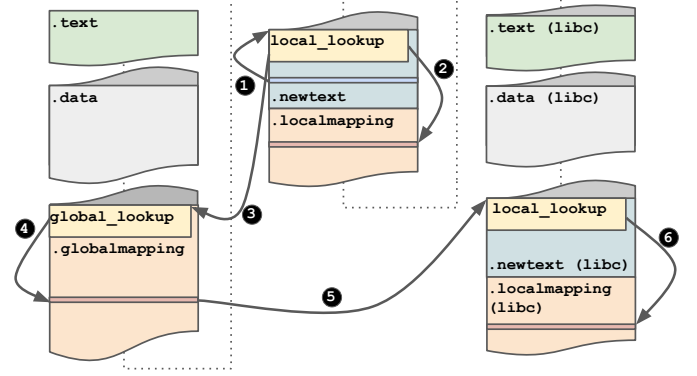 .text
.data
global_lookup
.globalmapping
local_lookup
.newtext
.localmapping
.text (libc)
.data (libc)
local_lookup
.newtext (libc)
.localmapping
(libc)
1
2
3
4
5
6